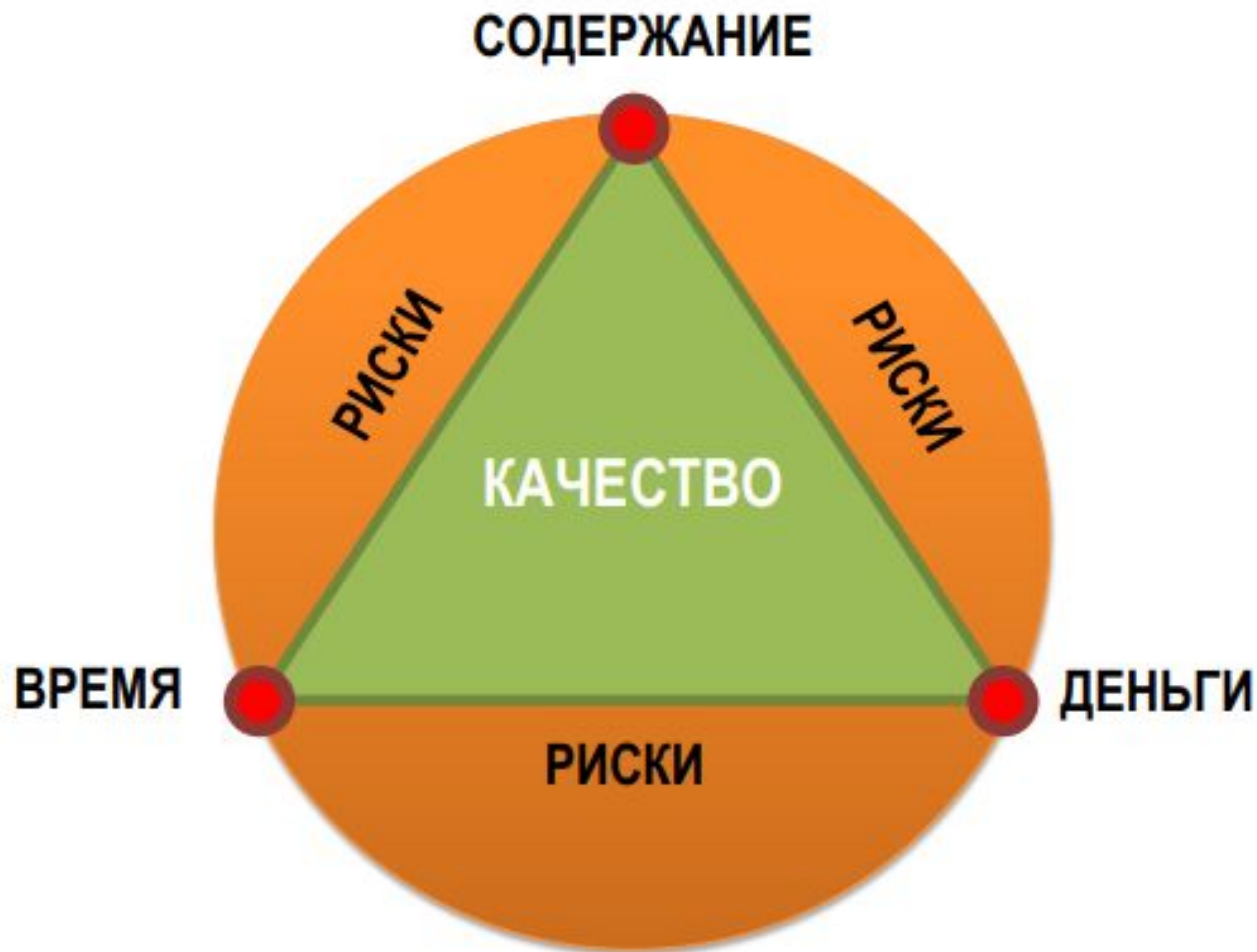 СОДЕРЖАНИЕ
РИСКИ
РИСКИ
КАЧЕСТВО
ВРЕМЯ
ДЕНЬГИ
РИСКИ